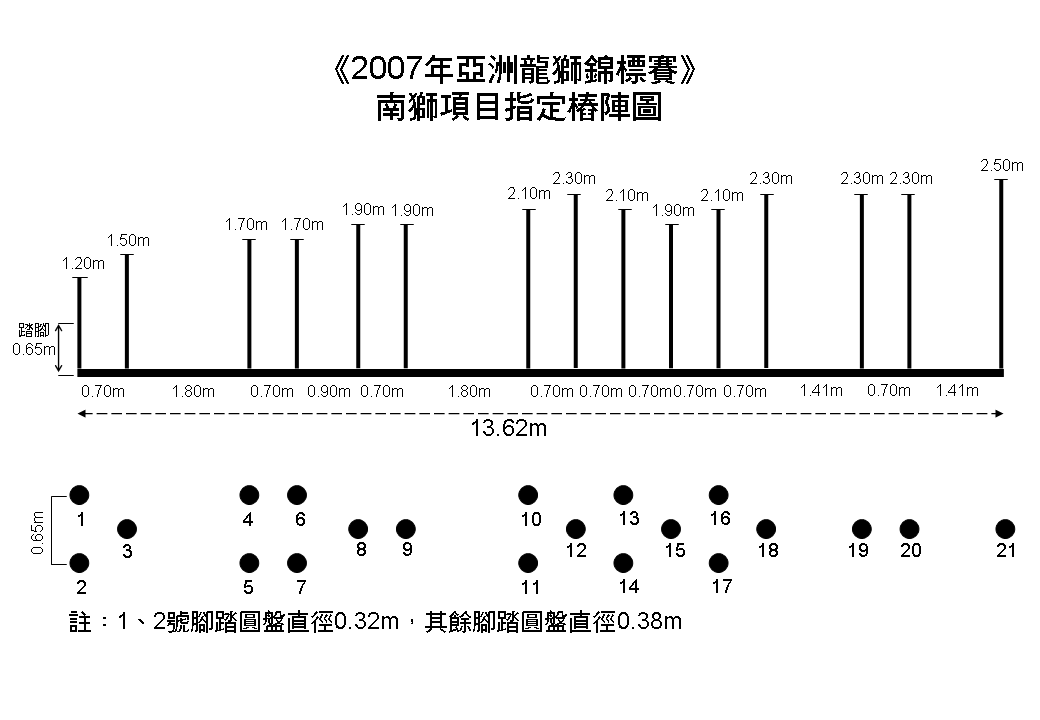 《2007年亞洲龍獅錦標賽》
南獅項目指定樁陣圖
2.50m
2.30m 2.30m 2.30m 2.30m
2.10m 2.10m 2.10m
1.90m 1.90m 1.90m
1.70m 1.70m
1.50m
1.20m
踏腳
0.65m
0.70m 1.80m 0.70m 0.90m 0.70m 1.80m 0.70m 0.70m 0.70m 0.70m 0.70m 1.41m 0.70m 1.41m
13.62m
0.65m
1 4 6 10 13 16
3 8 9 12 15 18 19 20 21
2 5 7 11 14 17
註：1、2號腳踏圓盤直徑0.32m，其餘腳踏圓盤直徑0.38m